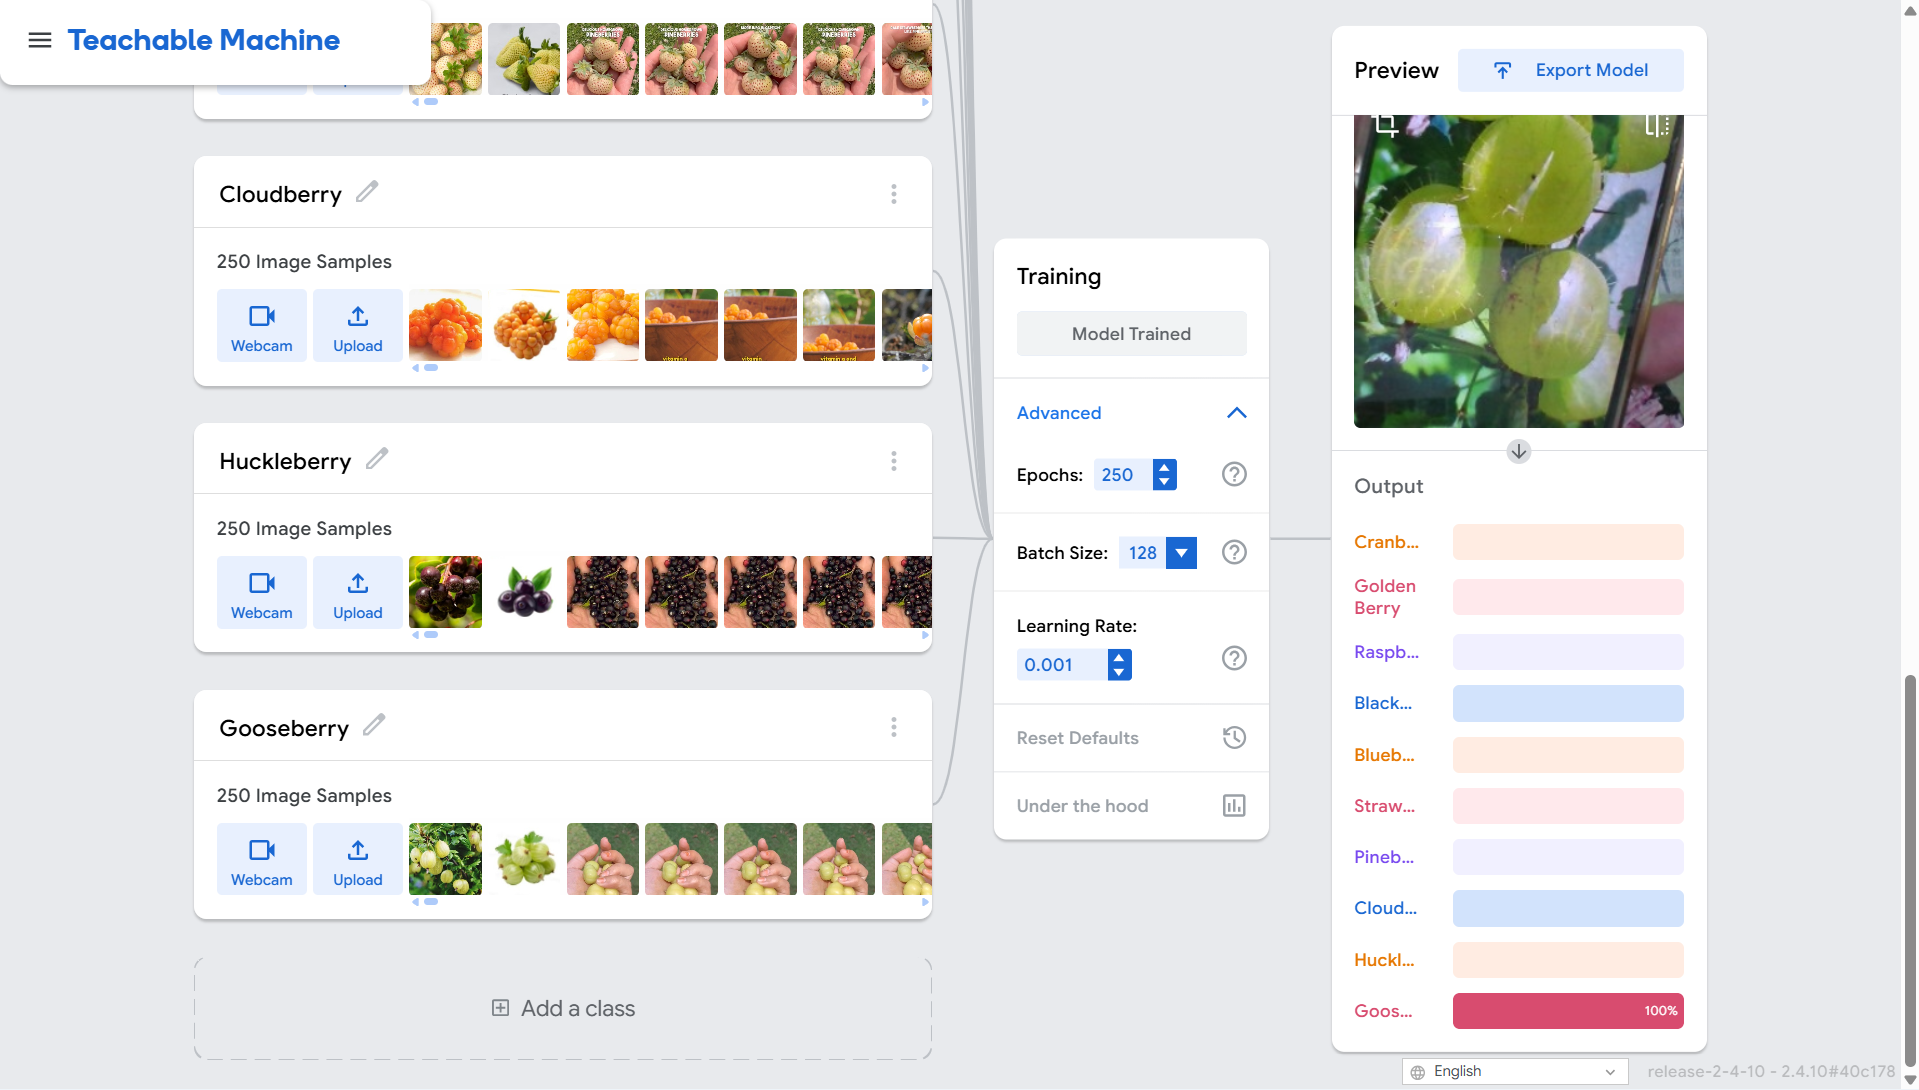 Teachable Machine
PINEBERRIES
PINEBERRIES
PINEBERRIES
Cloudberry
250 Image Samples
Webcam
Upload
Huckleberry
250 Image Samples
Webcam
Upload
Gooseberry
250 Image Samples
Webcam
Upload
Add a class
Training
Model Trained
Advanced
Epochs:
250
Batch Size:
128
Learning Rate:
0.001
Reset Defaults
Under the hood
Preview
Export Model
Output
Cranb...
Golden
Berry
Raspb...
Black...
Blueb...
Straw...
Pineb...
Cloud...
Huckl...
Goos...
100%
English
release-2-4-10 - 2.4.10#40c178